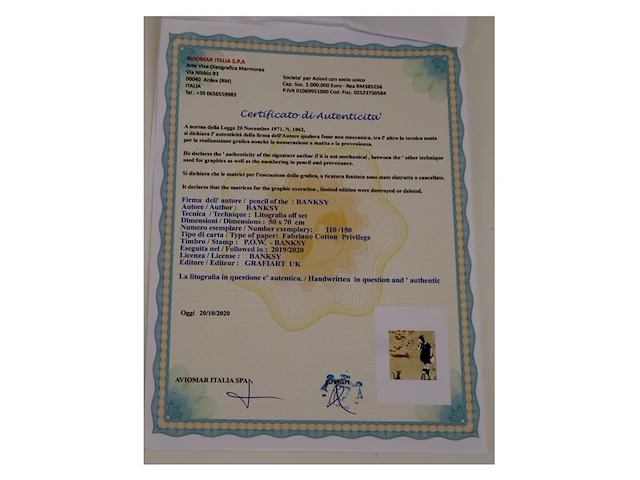 AVIOMAR ITALIA S.P.A
Arte Viva Oleografica Marmorea
Via Nibbio 93
00040 Ardea (RM)
ITALIA
Tel. +39 0656559983
Societa' per Azioni con socio unico
Cap. Soc. 2.000.000 Euro - Rea RM385256
P.IVA 01069951000 Cod. Fisc. 02523730584
Certificato di Autenticita'
A norma della Legge 20 Novembre 1971, N, 1062,
si dichiara l' autenticità della firma dell'Autore qualora fosse non meccanica, tra l' altro la tecnica usata
per la realizzazione grafica nonchè la numerazione a matita e la provenienza.
He declares the ' authenticity of the signature author if it is not mechanical , between the ' other technique
used for graphics as well as the numbering in pencil and provenance.
Si dichiara che le matrici per l'esecuzione della grafica, a tiratura limitata sono state distrutte o cancellate.
It declares that the matrices for the graphic execution , limited edition were destroyed or deleted.
Firma dell' autore / pencil of the : BANKSY
Autore / Author : BANKSY
Tecnica / Technique : Litografia off set
Dimensioni / Dimensions : 50 x 70 cm
Numero esemplare / Number exemplary: 110 /150
Tipo di carta / Type of paper: Fabriano Cotton Privilege
Timbro / Stamp : P.O.W. - BANKSY
Eseguita nel / Followed in : 2019/2020
Licenza / License : BANKSY
Editore / Editeur : GRAFIART UK
La litografia in questione e' autentica. / Handwritten in question and ' authentic
Oggi 20/10/2020
AVIOMAR ITALIA SPA